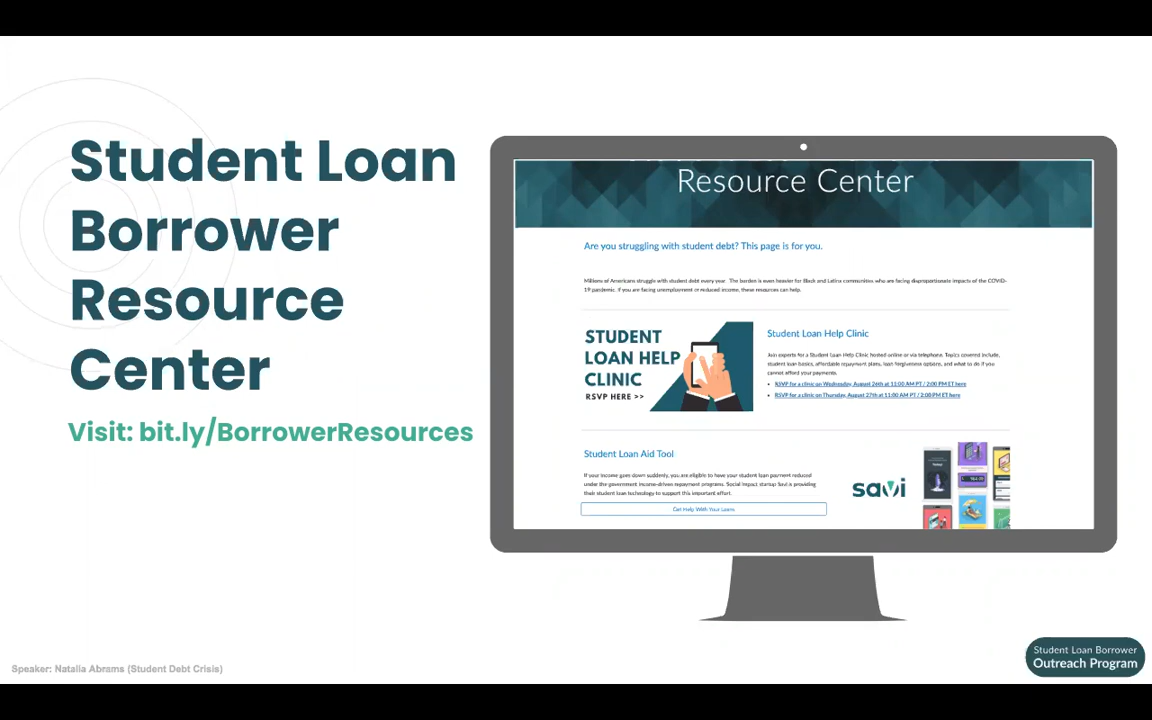 Student Loan
Borrower
Resource
Center
Visit: bit.ly/BorrowerResources
Resource Center
Are you struggling with student debt? This page is for you.
Millions of Americans struggle with student debt every year. The burden is even heavier for Black and Latinx communities who are facing disproportionate impacts of the COVID-
19 pandemic. If you are facing unemployment or reduced income, these resources can help.
STUDENT
LOAN HELP
CLINIC
RSVP HERE >>
Student Loan Help Clinic
Join experts for a Student Loan Help Clinic hosted online or via telephone. Topics covered include,
student loan basics, affordable repayment plans, loan forgiveness options, and what to do if you
cannot afford your payments.
RSVP for a clinic on Wednesday, August 26th at 11:00 AM PT / 2:00 PM ET here
RSVP for a clinic on Thursday, August 27th at 11:00 AM PT / 2:00 PM ET here
Student Loan Aid Tool
If your income goes down suddenly, you are eligible to have your student loan payment reduced
under the government income-driven repayment programs. Social impact startup Savi is providing
their student loan technology to support this important effort.
Get Help With Your Loans
savi
Speaker: Natalia Abrams (Student Debt Crisis)
Student Loan Borrower
Outreach Program